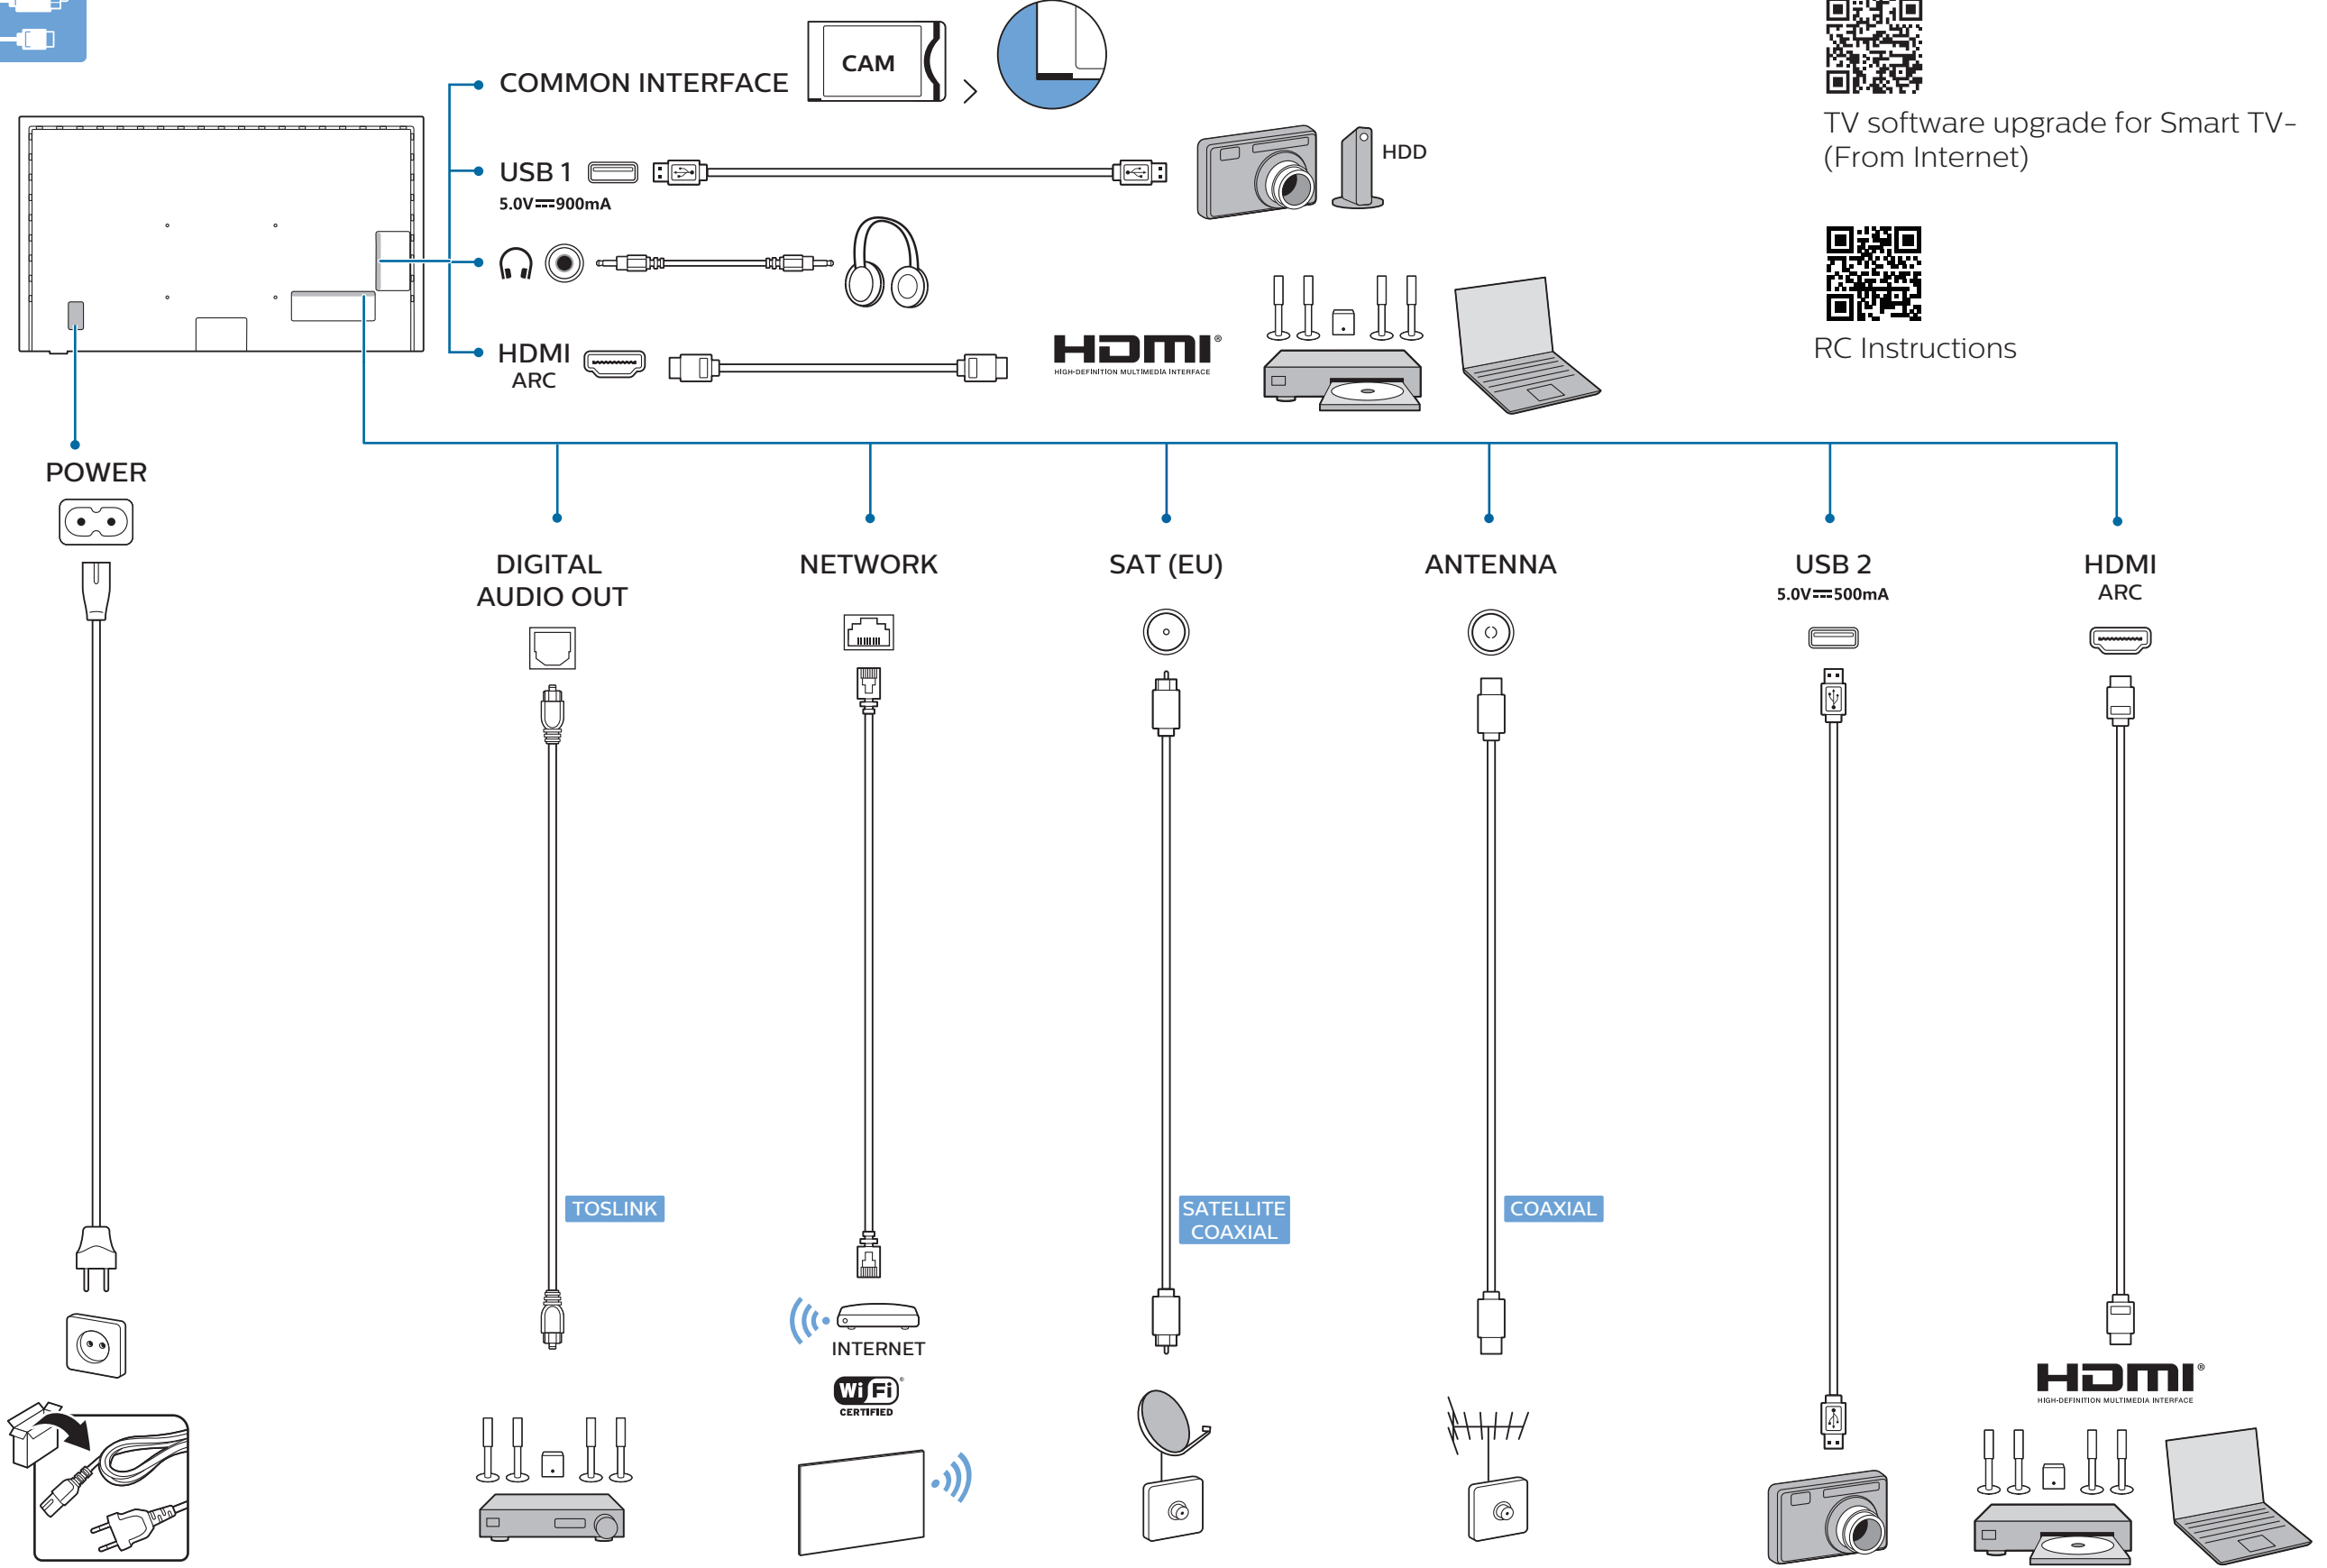 COMMON INTERFACE
CAM
USB 1
5.0V⎓900mA
HDD
HDMI
ARC
HDMI®
HIGH-DEFINITION MULTIMEDIA INTERFACE
TV software upgrade for Smart TV-
(From Internet)
RC Instructions
POWER
DIGITAL
AUDIO OUT
NETWORK
SAT (EU)
ANTENNA
USB 2
5.0V⎓500mA
HDMI
ARC
TOSLINK
SATELLITE
COAXIAL
COAXIAL
INTERNET
Wi Fi®
CERTIFIED
HDMI®
HIGH-DEFINITION MULTIMEDIA INTERFACE